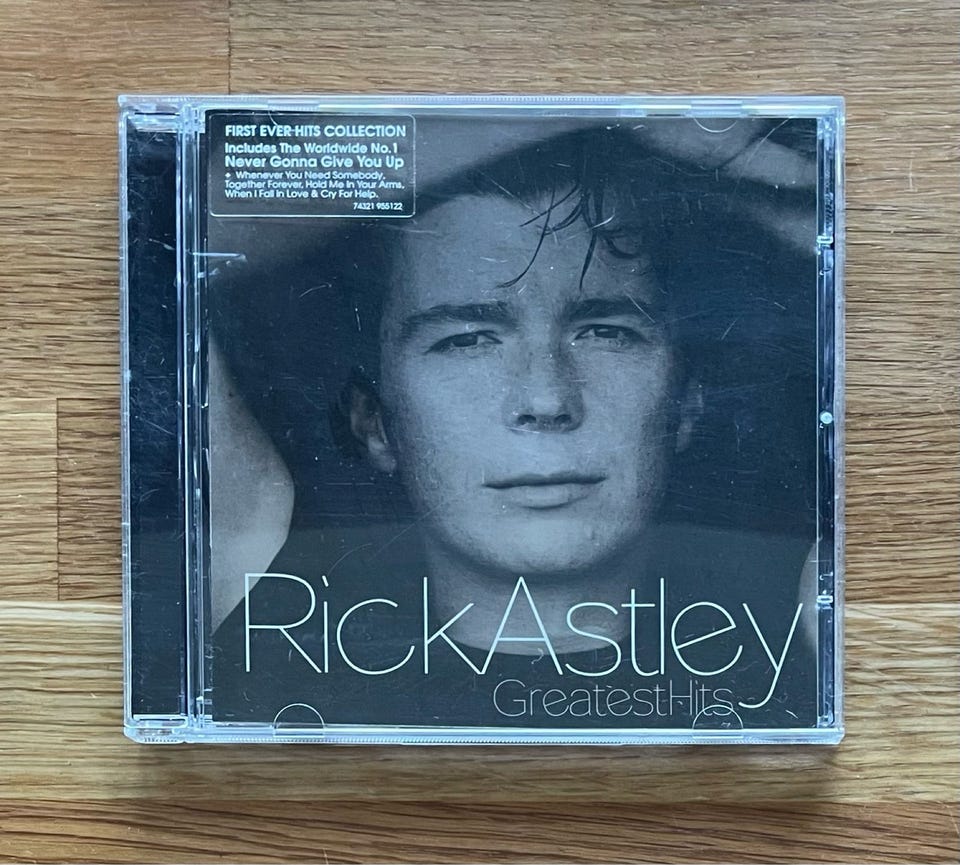 FIRST EVER HITS COLLECTION
Includes The Worldwide No.1
Never Gonna Give You Up
+ Whenever You Need Somebody,
Together Forever, Hold Me In Your Arms,
When I Fall In Love & Cry For Help.
74321 955122
RickAstley
GreatestHits